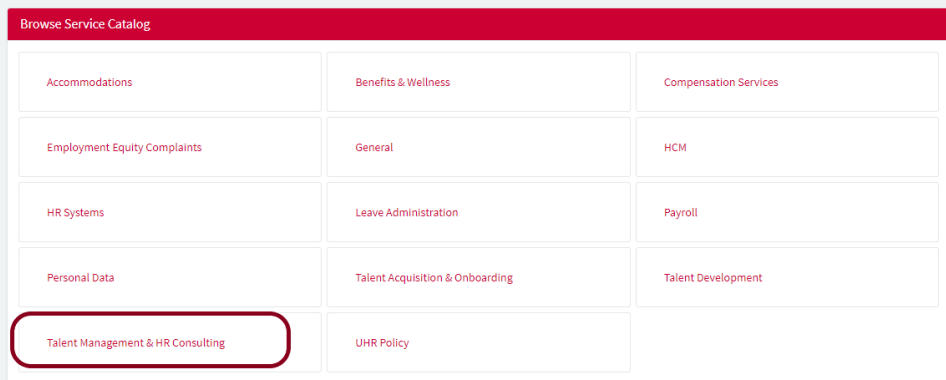 Browse Service Catalog
Accommodations
Benefits & Wellness
Compensation Services
Employment Equity Complaints
General
HCM
HR Systems
Leave Administration
Payroll
Personal Data
Talent Acquisition & Onboarding
Talent Development
Talent Management & HR Consulting
UHR Policy